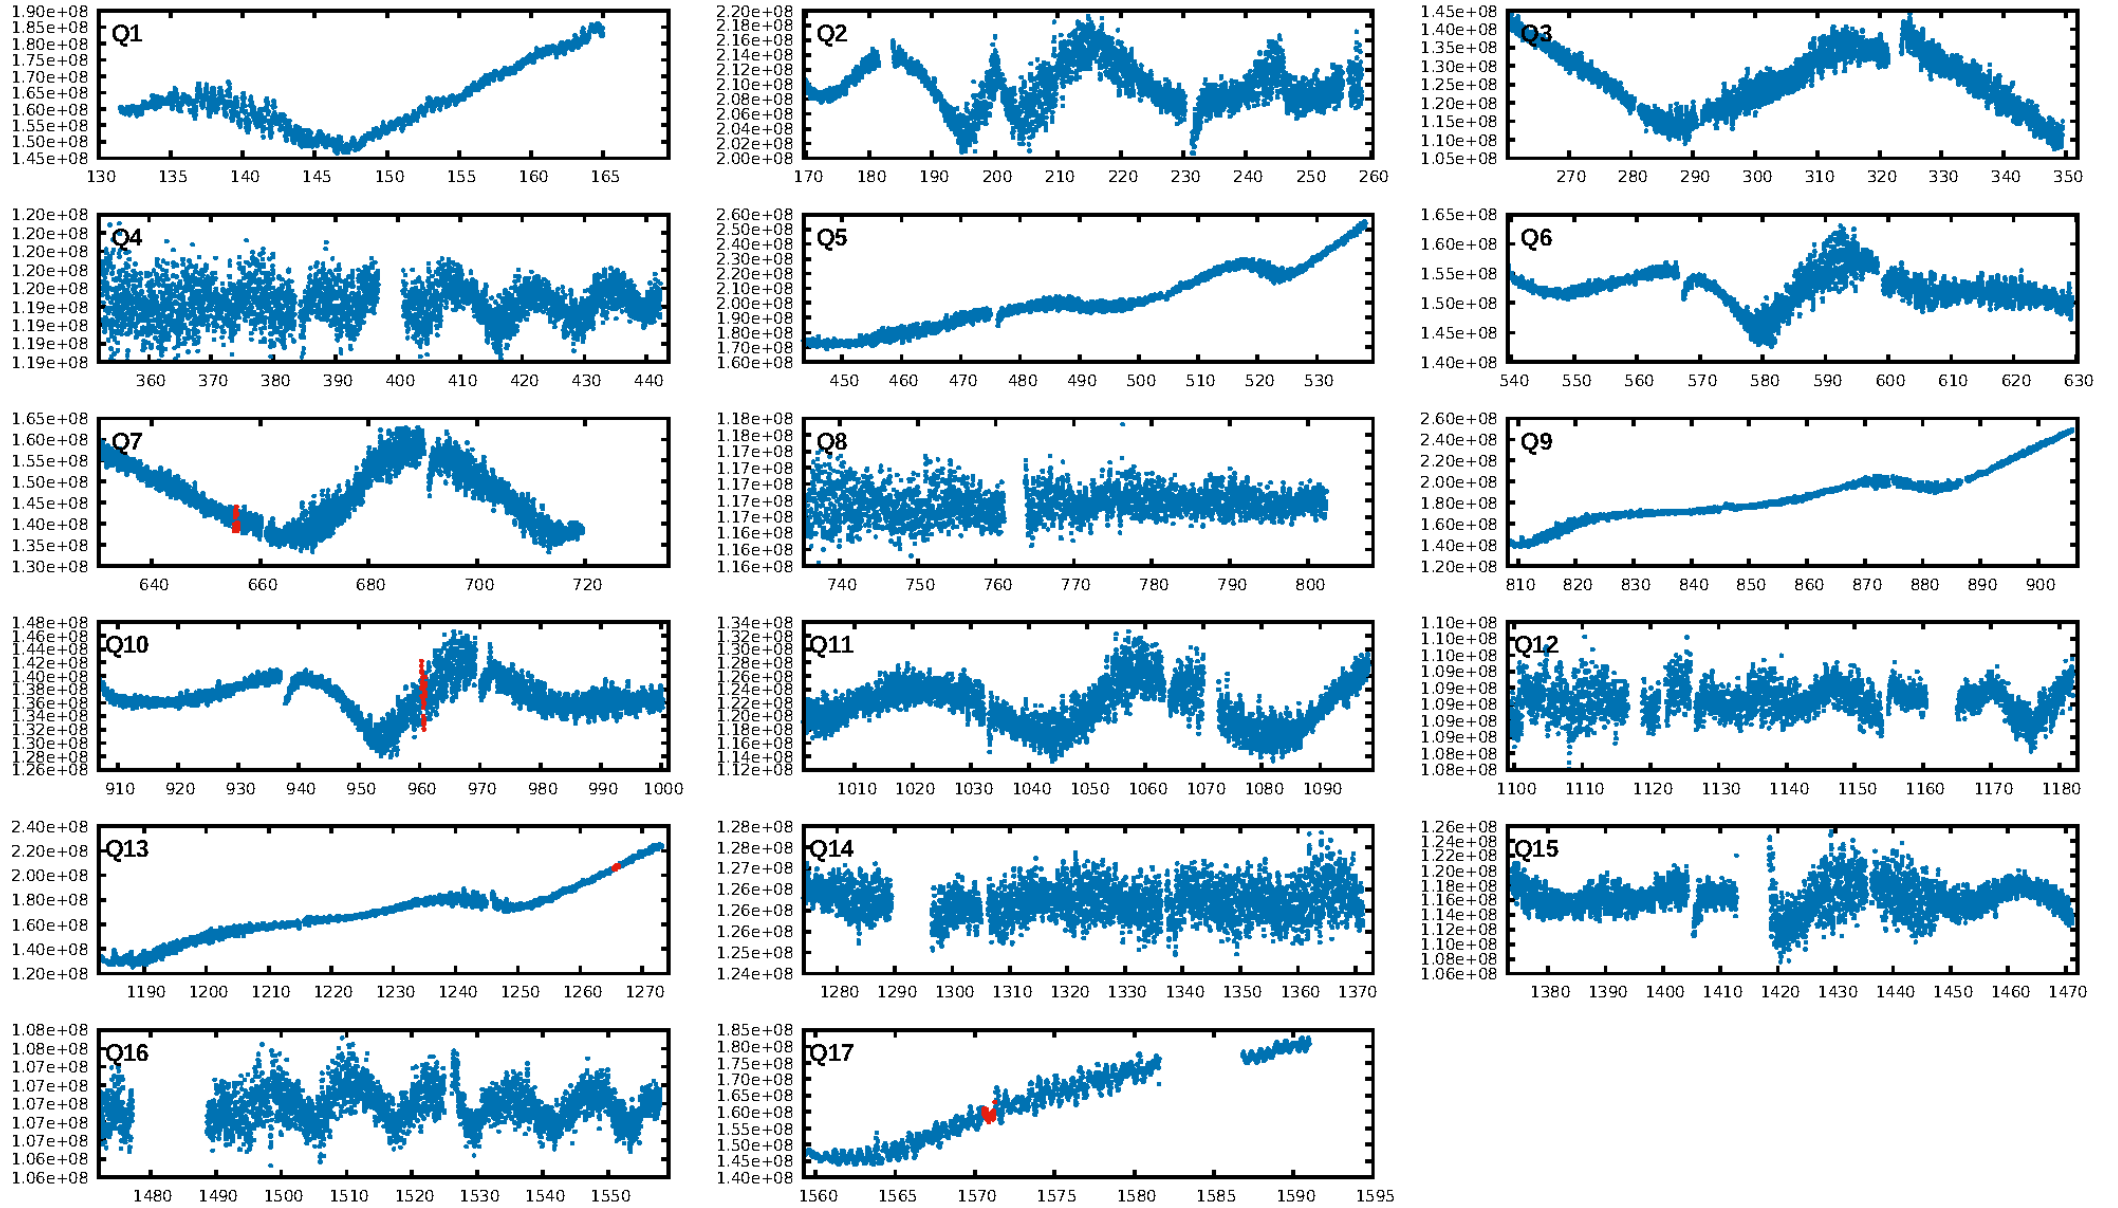 1.90e+08
1.85e+08
1.80e+08
1.75e+08
1.70e+08
1.65e+08
1.60e+08
1.55e+08
1.50e+08
1.45e+08
Q1
130 135 140 145 150 155 160 165
2.20e+08
2.18e+08
2.16e+08
2.14e+08
2.12e+08
2.10e+08
2.08e+08
2.06e+08
2.04e+08
2.02e+08
2.00e+08
Q2
170 180 190 200 210 220 230 240 250 260
1.45e+08
1.40e+08
1.35e+08
1.30e+08
1.25e+08
1.20e+08
1.15e+08
1.10e+08
1.05e+08
Q3
270 280 290 300 310 320 330 340 350
1.20e+08
1.20e+08
1.20e+08
1.20e+08
1.20e+08
1.19e+08
1.19e+08
1.19e+08
1.19e+08
Q4
360 370 380 390 400 410 420 430 440
2.60e+08
2.50e+08
2.40e+08
2.30e+08
2.20e+08
2.10e+08
2.00e+08
1.90e+08
1.80e+08
1.70e+08
1.60e+08
Q5
450 460 470 480 490 500 510 520 530
1.65e+08
1.60e+08
1.55e+08
1.50e+08
1.45e+08
1.40e+08
Q6
540 550 560 570 580 590 600 610 620 630
1.65e+08
1.60e+08
1.55e+08
1.50e+08
1.45e+08
1.40e+08
1.35e+08
1.30e+08
Q7
640 660 680 700 720
1.18e+08
1.18e+08
1.17e+08
1.17e+08
1.17e+08
1.17e+08
1.17e+08
1.16e+08
1.16e+08
1.16e+08
Q8
740 750 760 770 780 790 800
2.60e+08
2.40e+08
2.20e+08
2.00e+08
1.80e+08
1.60e+08
1.40e+08
1.20e+08
Q9
810 820 830 840 850 860 870 880 890 900
1.48e+08
1.46e+08
1.44e+08
1.42e+08
1.40e+08
1.38e+08
1.36e+08
1.34e+08
1.32e+08
1.30e+08
1.28e+08
1.26e+08
Q10
910 920 930 940 950 960 970 980 990 1000
1.34e+08
1.32e+08
1.30e+08
1.28e+08
1.26e+08
1.24e+08
1.22e+08
1.20e+08
1.18e+08
1.16e+08
1.14e+08
1.12e+08
Q11
1010 1020 1030 1040 1050 1060 1070 1080 1090
1.10e+08
1.10e+08
1.10e+08
1.09e+08
1.09e+08
1.09e+08
1.09e+08
1.09e+08
1.08e+08
1.08e+08
Q12
1100 1110 1120 1130 1140 1150 1160 1170 1180
2.40e+08
2.20e+08
2.00e+08
1.80e+08
1.60e+08
1.40e+08
1.20e+08
Q13
1190 1200 1210 1220 1230 1240 1250 1260 1270
1.28e+08
1.28e+08
1.27e+08
1.26e+08
1.26e+08
1.26e+08
1.25e+08
1.24e+08
Q14
1280 1290 1300 1310 1320 1330 1340 1350 1360 1370
1.26e+08
1.24e+08
1.22e+08
1.20e+08
1.18e+08
1.16e+08
1.14e+08
1.12e+08
1.10e+08
1.08e+08
1.06e+08
Q15
1380 1390 1400 1410 1420 1430 1440 1450 1460 1470
1.08e+08
1.08e+08
1.07e+08
1.07e+08
1.07e+08
1.07e+08
1.07e+08
1.06e+08
1.06e+08
Q16
1480 1490 1500 1510 1520 1530 1540 1550
1.85e+08
1.80e+08
1.75e+08
1.70e+08
1.65e+08
1.60e+08
1.55e+08
1.50e+08
1.45e+08
1.40e+08
Q17
1560 1565 1570 1575 1580 1585 1590 1595